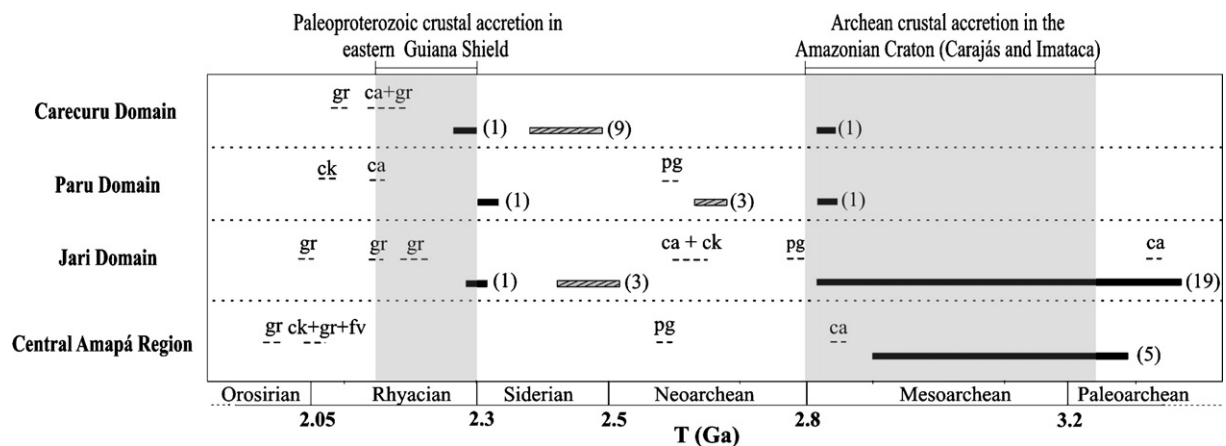 Paleoproterozoic crustal accretion in
eastern Guiana Shield
Archean crustal accretion in the
Amazonian Craton (Carajás and Imataca)
Carecuru Domain
gr ca+gr
(1) (9) (1)
Paru Domain
ck ca pg
(1) (3) (1)
Jari Domain
gr gr gr ca + ck pg ca
(1) (3) (19)
Central Amapá Region
gr ck+gr+fv pg ca
(5)
Orosirian Rhyacian Siderian Neoarchean Mesoarchean Paleoarchean
2.05 2.3 2.5 2.8 3.2
T (Ga)